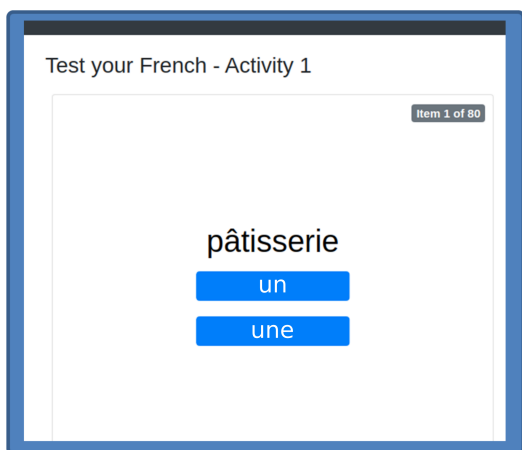 Test your French - Activity 1
Item 1 of 80
pâtisserie
un
une